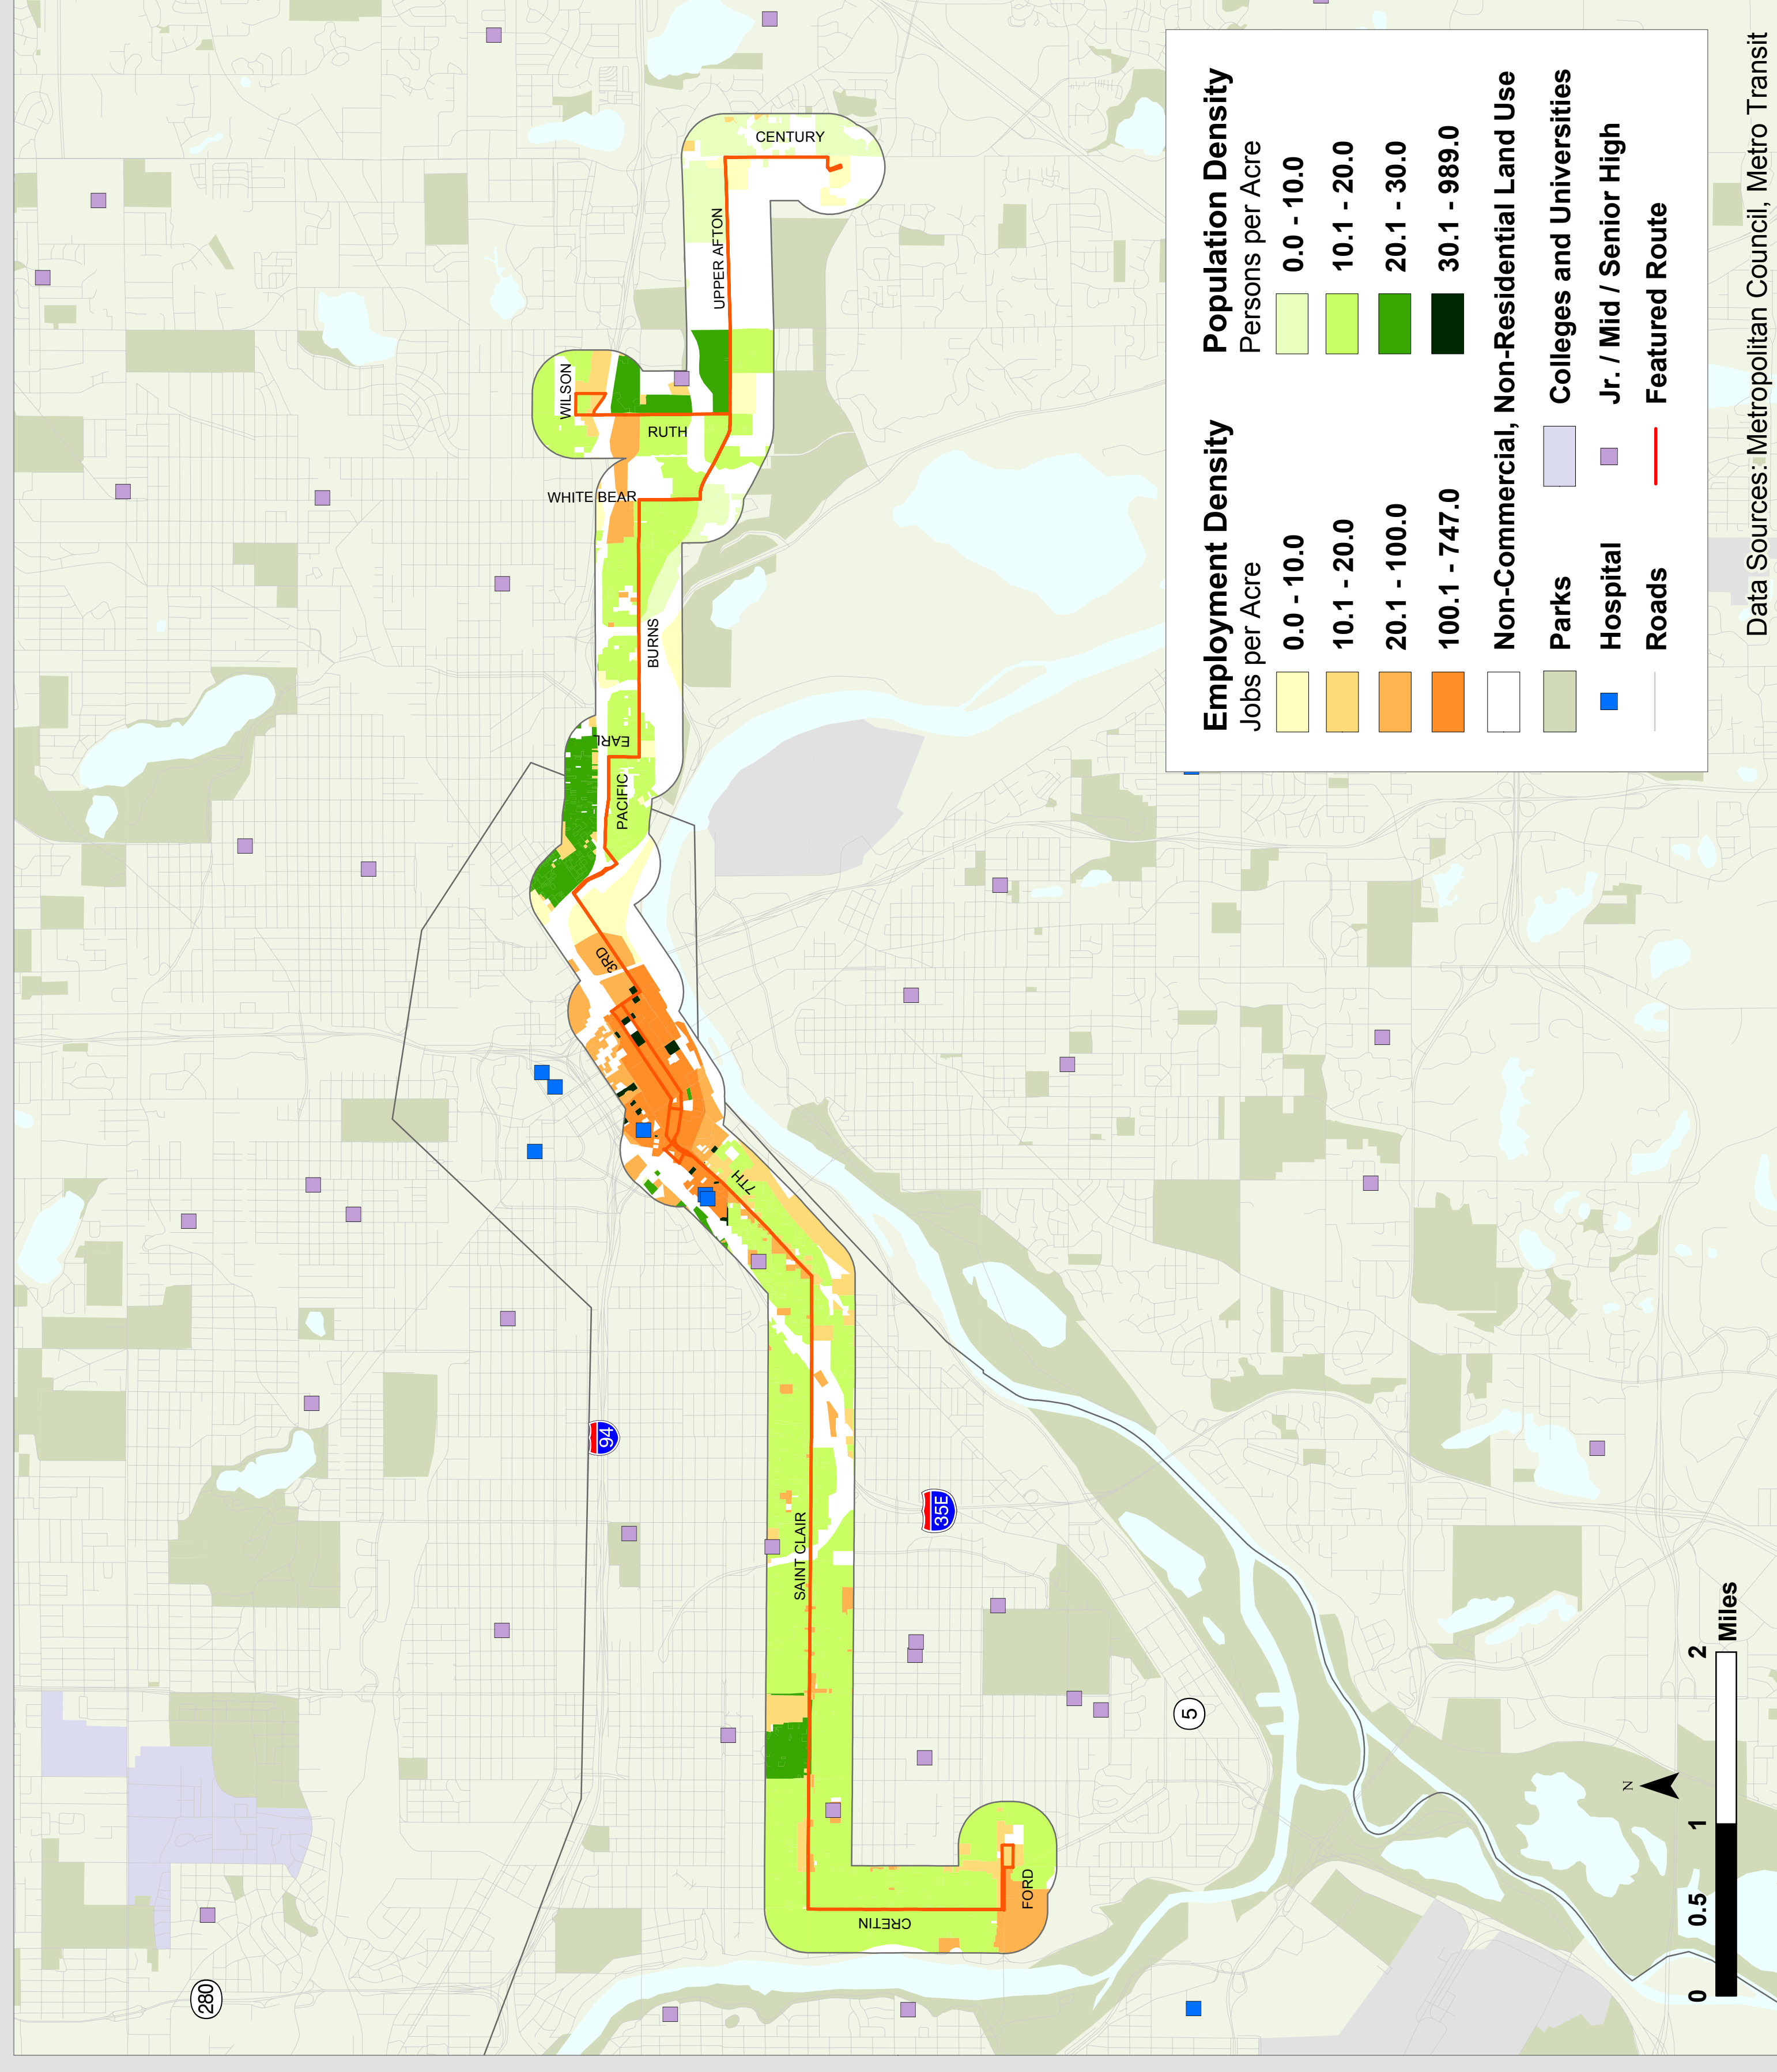 280
94
35E
5
CRETIN
FORD
SAINT CLAIR
7TH
3RD
PACIFIC
EARL
BURNS
WHITE BEAR
RUTH
WILSON
UPPER AFTON
CENTURY
N
0 0.5 1 2
Miles
Employment Density
Jobs per Acre
0.0 - 10.0
10.1 - 20.0
20.1 - 100.0
100.1 - 747.0
Population Density
Persons per Acre
0.0 - 10.0
10.1 - 20.0
20.1 - 30.0
30.1 - 989.0
Non-Commercial, Non-Residential Land Use
Parks
Colleges and Universities
Hospital
Jr. / Mid / Senior High
Roads
Featured Route
Data Sources: Metropolitan Council, Metro Transit